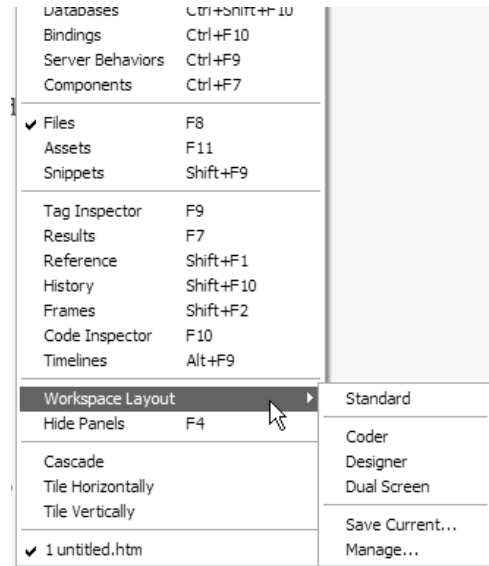 Databases Ctrl+Shift+F10
Bindings Ctrl+F10
Server Behaviors Ctrl+F9
Components Ctrl+F7
Files F8
Assets F11
Snippets Shift+F9
Tag Inspector F9
Results F7
Reference Shift+F1
History Shift+F10
Frames Shift+F2
Code Inspector F10
Timelines Alt+F9
Workspace Layout
Hide Panels F4
Cascade
Tile Horizontally
Tile Vertically
1 untitled.htm
Standard
Coder
Designer
Dual Screen
Save Current...
Manage...